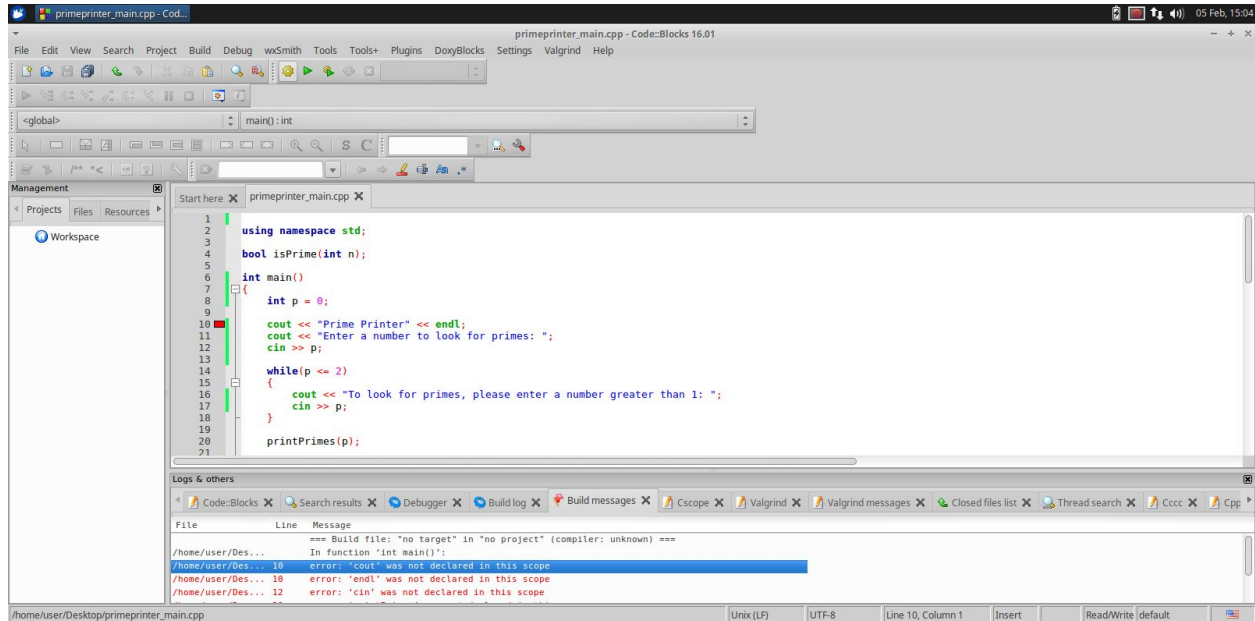 primeprinter_main.cpp - Cod...
05 Feb, 15:04
primeprinter_main.cpp - Code::Blocks 16.01
File Edit View Search Project Build Debug wxSmith Tools Tools+ Plugins DoxyBlocks Settings Valgrind Help
<global> main() : int
S C
/** *<
Management
Projects Files Resources
Workspace
Start here primeprinter_main.cpp
1
2 using namespace std;
3
4 bool isPrime(int n);
5
6 int main()
7 {
8 int p = 0;
9
10 cout << "Prime Printer" << endl;
11 cout << "Enter a number to look for primes: ";
12 cin >> p;
13
14 while(p <= 2)
15 {
16 cout << "To look for primes, please enter a number greater than 1: ";
17 cin >> p;
18 }
19
20 printPrimes(p);
21
Logs & others
Code::Blocks Search results Debugger Build log Build messages Cscope Valgrind Valgrind messages Closed files list Thread search Cccc Cpp
File Line Message
=== Build file: "no target" in "no project" (compiler: unknown) ===
/home/user/Des... In function 'int main()':
/home/user/Des... 10 error: 'cout' was not declared in this scope
/home/user/Des... 10 error: 'endl' was not declared in this scope
/home/user/Des... 12 error: 'cin' was not declared in this scope
/home/user/Desktop/primeprinter_main.cpp Unix (LF) UTF-8 Line 10, Column 1 Insert Read/Write default